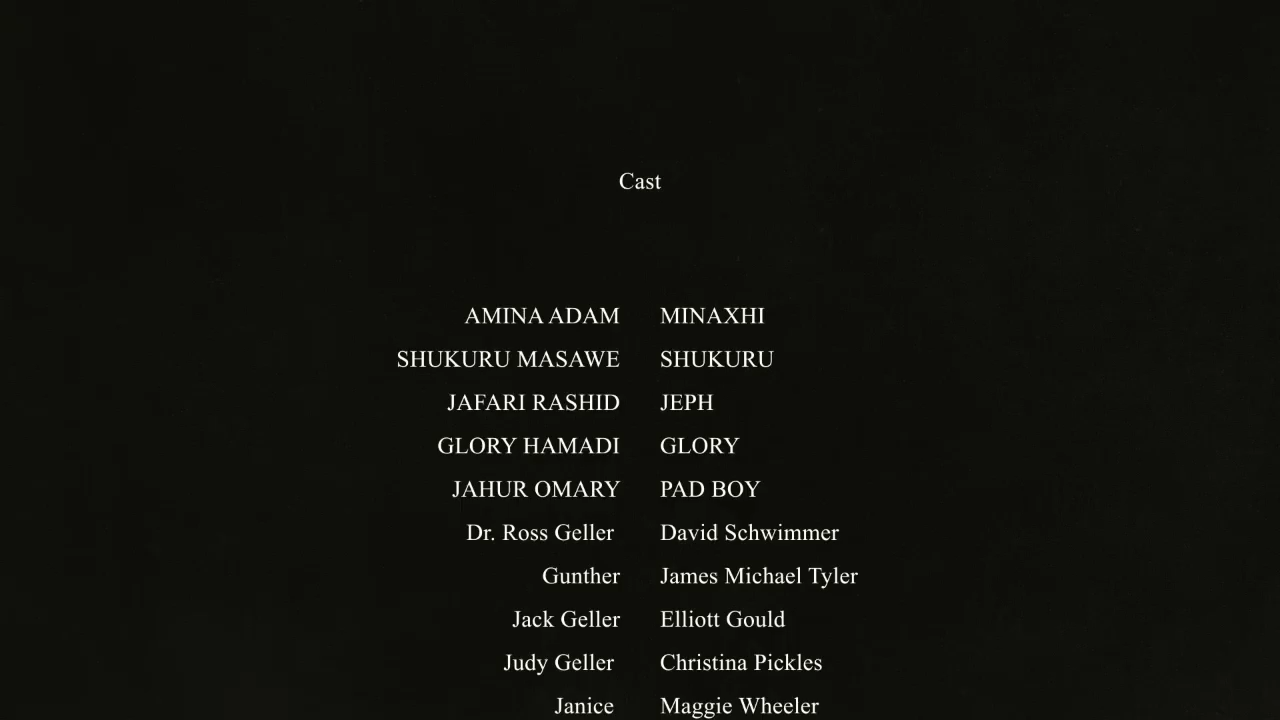 Cast
AMINA ADAM MINAXHI
SHUKURU MASAWE SHUKURU
JAFARI RASHID JEPH
GLORY HAMADI GLORY
JAHUR OMARY PAD BOY
Dr. Ross Geller David Schwimmer
Gunther James Michael Tyler
Jack Geller Elliott Gould
Judy Geller Christina Pickles
Janice Maggie Wheeler